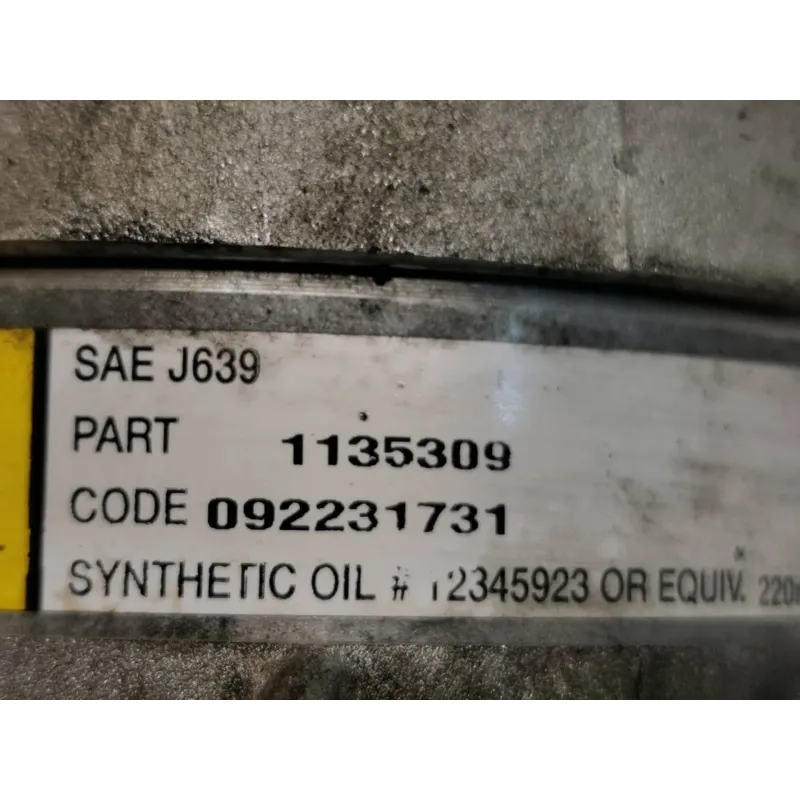 SAE J639
PART 1135309
CODE 092231731
SYNTHETIC OIL # 12345923 OR EQUIV. 220